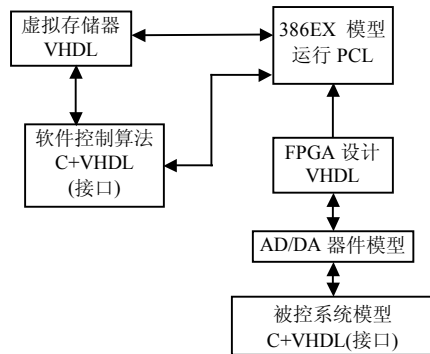 虚拟存储器
VHDL
386EX 模型
运行 PCL
软件控制算法
C+VHDL
(接口)
FPGA 设计
VHDL
AD/DA 器件模型
被控系统模型
C+VHDL(接口)